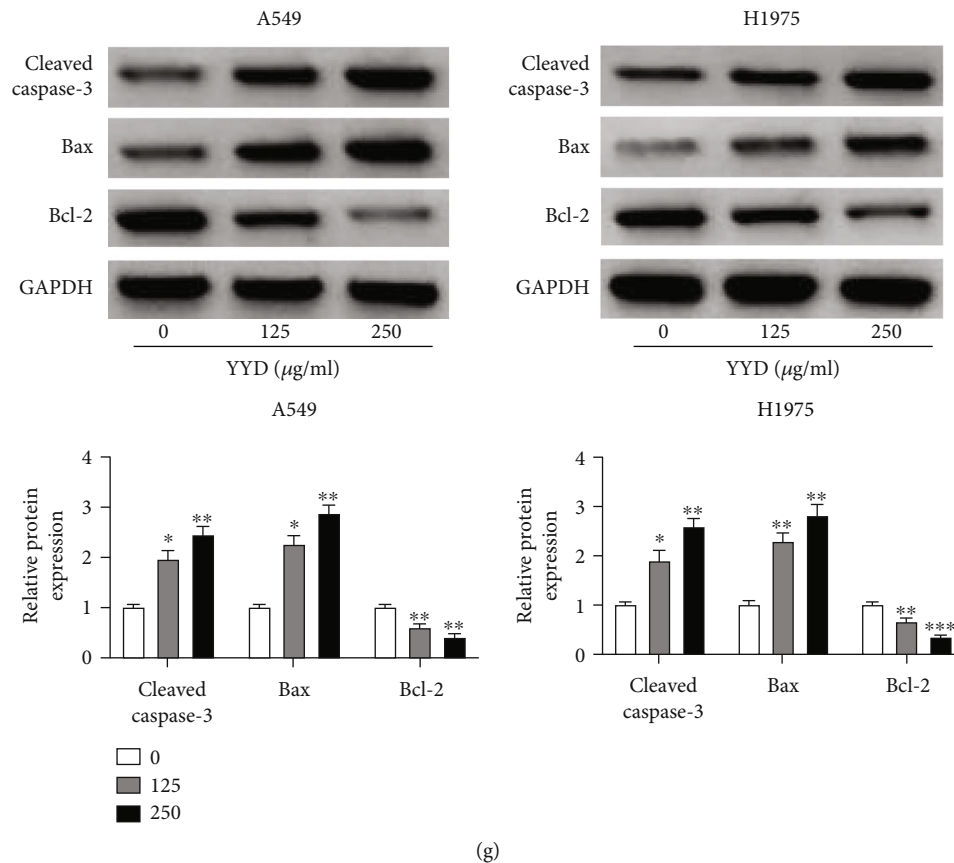 A549
Cleaved
caspase-3
Bax
Bcl-2
GAPDH
0 125 250
YYD (μg/ml)
H1975
Cleaved
caspase-3
Bax
Bcl-2
GAPDH
0 125 250
YYD (μg/ml)
A549
Relative protein
expression
4
3
2
1
0
* **
* **
** **
Cleaved
caspase-3
Bax
Bcl-2
0
125
250
H1975
Relative protein
expression
4
3
2
1
0
* **
** **
** ***
Cleaved
caspase-3
Bax
Bcl-2
(g)